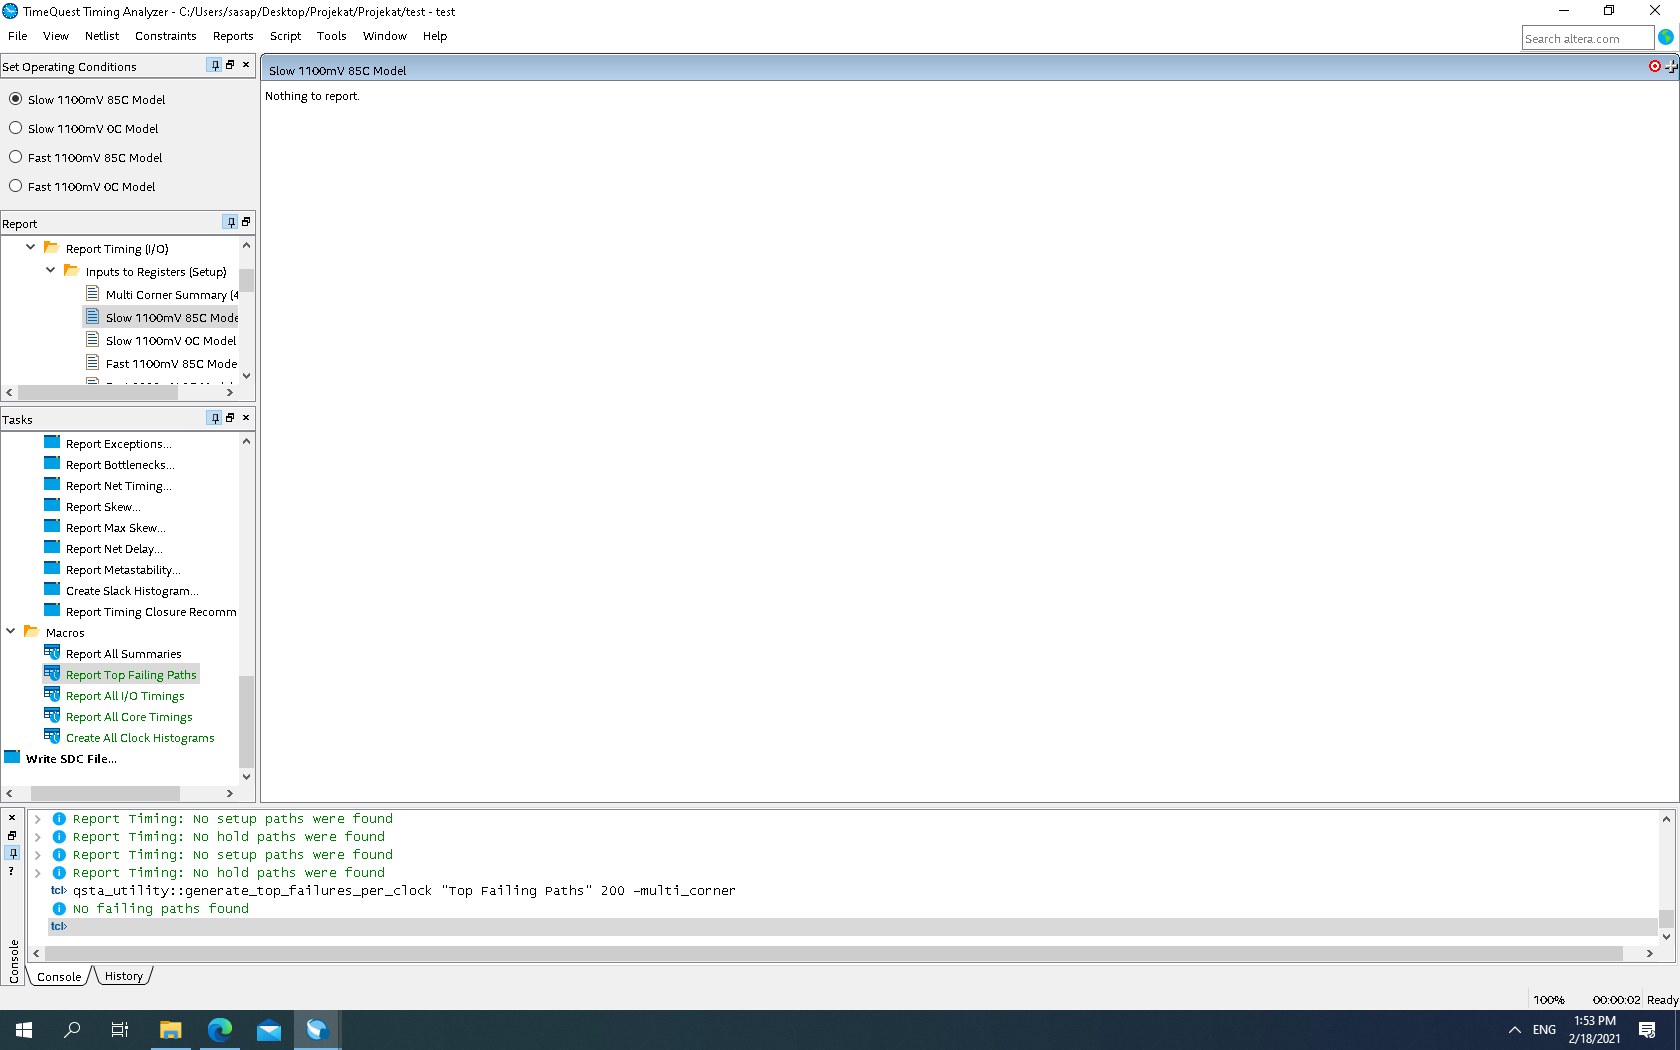 TimeQuest Timing Analyzer - C:/Users/sasap/Desktop/Projekat/Projekat/test - test
File View Netlist Constraints Reports Script Tools Window Help
Search altera.com
Set Operating Conditions
Slow 1100mV 85C Model
Slow 1100mV 0C Model
Fast 1100mV 85C Model
Fast 1100mV 0C Model
Report
Report Timing (I/O)
Inputs to Registers (Setup)
Multi Corner Summary (4
Slow 1100mV 85C Mode
Slow 1100mV 0C Model
Fast 1100mV 85C Mode
Tasks
Report Exceptions...
Report Bottlenecks...
Report Net Timing...
Report Skew...
Report Max Skew...
Report Net Delay...
Report Metastability...
Create Slack Histogram...
Report Timing Closure Recomm
Macros
Report All Summaries
Report Top Failing Paths
Report All I/O Timings
Report All Core Timings
Create All Clock Histograms
Write SDC File...
Slow 1100mV 85C Model
Nothing to report.
Report Timing: No setup paths were found
Report Timing: No hold paths were found
Report Timing: No setup paths were found
Report Timing: No hold paths were found
tcl> qsta_utility::generate_top_failures_per_clock "Top Failing Paths" 200 -multi_corner
No failing paths found
tcl>
Console
Console History
100% 00:00:02 Ready
ENG
1:53 PM
2/18/2021